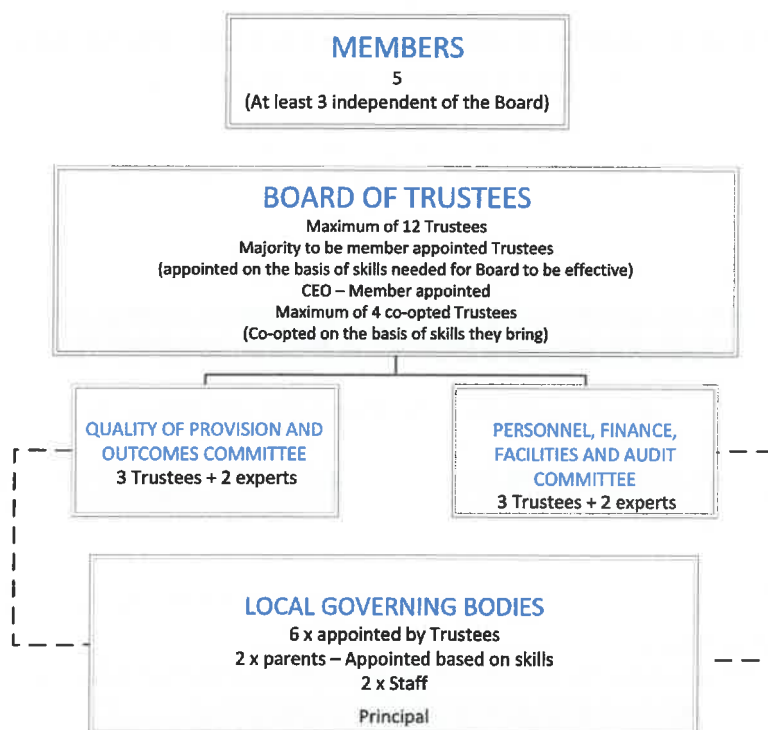 MEMBERS
5
(At least 3 independent of the Board)
BOARD OF TRUSTEES
Maximum of 12 Trustees
Majority to be member appointed Trustees
(appointed on the basis of skills needed for Board to be effective)
CEO – Member appointed
Maximum of 4 co-opted Trustees
(Co-opted on the basis of skills they bring)
QUALITY OF PROVISION AND
OUTCOMES COMMITTEE
3 Trustees + 2 experts
PERSONNEL, FINANCE,
FACILITIES AND AUDIT
COMMITTEE
3 Trustees + 2 experts
LOCAL GOVERNING BODIES
6 x appointed by Trustees
2 x parents – Appointed based on skills
2 x Staff
Principal